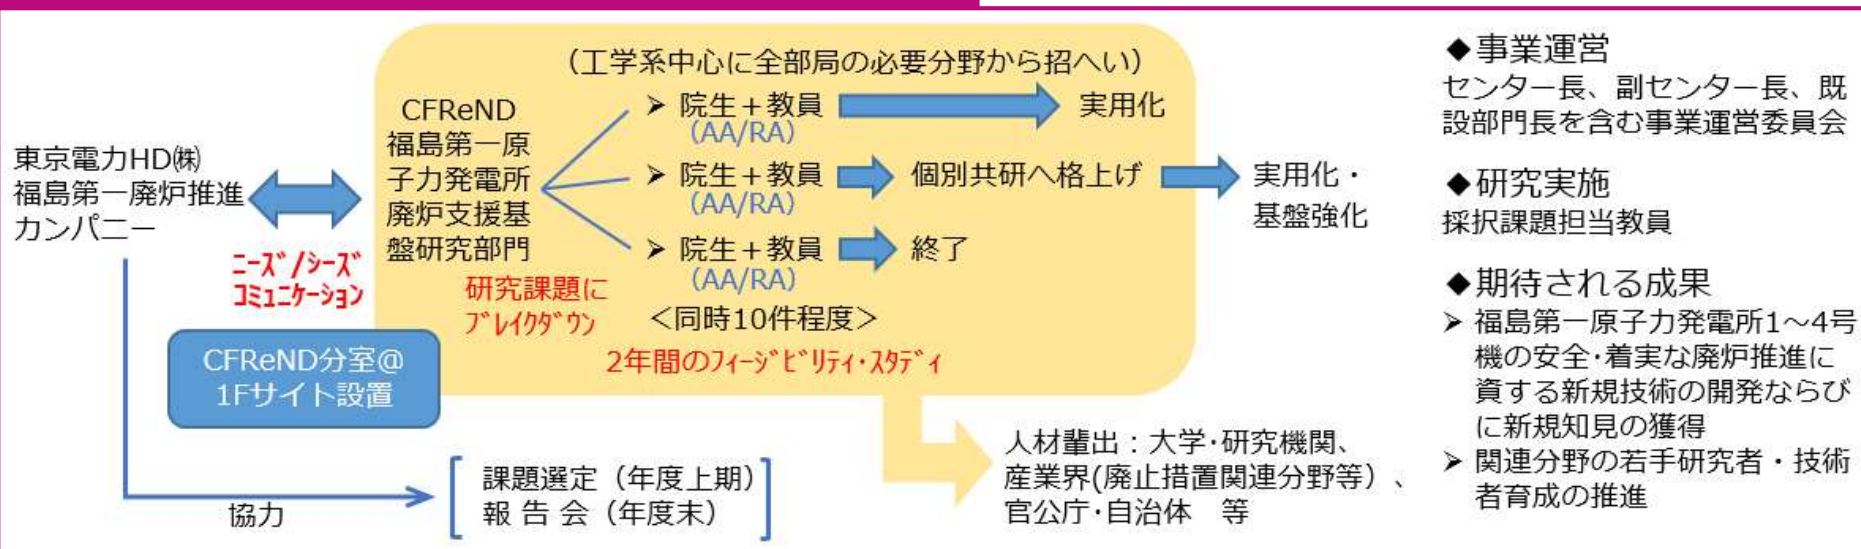 (工学系中心に全部局の必要分野から招へい)
東京電力HD㈱
福島第一廃炉推進
カンパニー
ニーズ/シーズ
コミュニケーション
CFReND分室@
1Fサイト設置
CFReND
福島第一原
子力発電所
廃炉支援基
盤研究部門
研究課題に
ブレイクダウン
➤ 院生+教員
(AA/RA)
実用化
➤ 院生+教員
(AA/RA)
個別共研へ格上げ
実用化・
基盤強化
➤ 院生+教員
(AA/RA)
終了
<同時10件程度>
2年間のフィージビリティ・スタディ
協力
課題選定(年度上期)
報 告 会(年度末)
人材輩出:大学・研究機関、
産業界(廃止措置関連分野等)、
官公庁・自治体 等
◆事業運営
センター長、副センター長、既
設部門長を含む事業運営委員会
◆研究実施
採択課題担当教員
◆期待される成果
➤ 福島第一原子力発電所1~4号
機の安全・着実な廃炉推進に
資する新規技術の開発ならび
に新規知見の獲得
➤ 関連分野の若手研究者・技術
者育成の推進